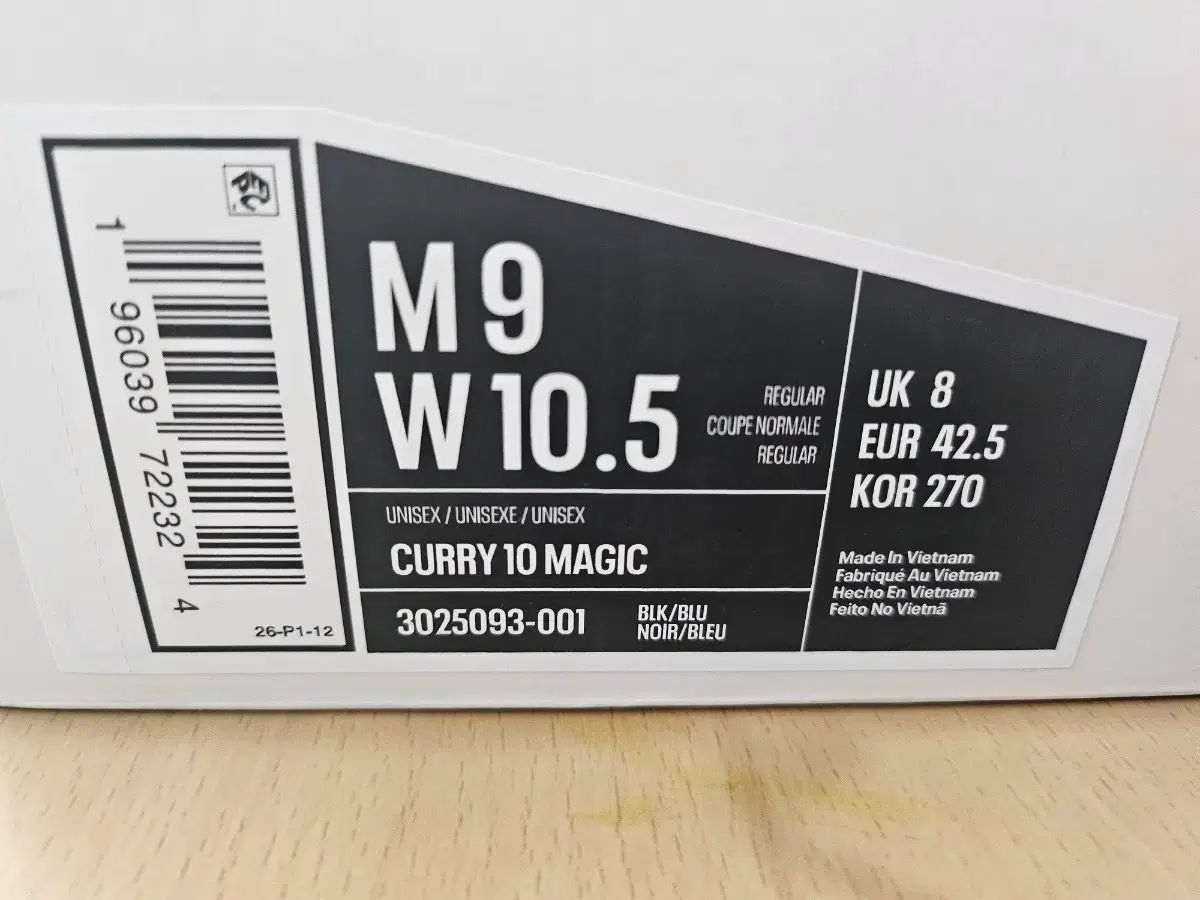 1 96039 72232 4
26-P1-12
M 9
W 10.5
REGULAR
COUPE NORMALE
REGULAR
UNISEX / UNISEXE / UNISEX
CURRY 10 MAGIC
3025093-001
BLK/BLU
NOIR/BLEU
UK 8
EUR 42.5
KOR 270
Made In Vietnam
Fabriqué Au Vietnam
Hecho En Vietnam
Feito No Vietnã